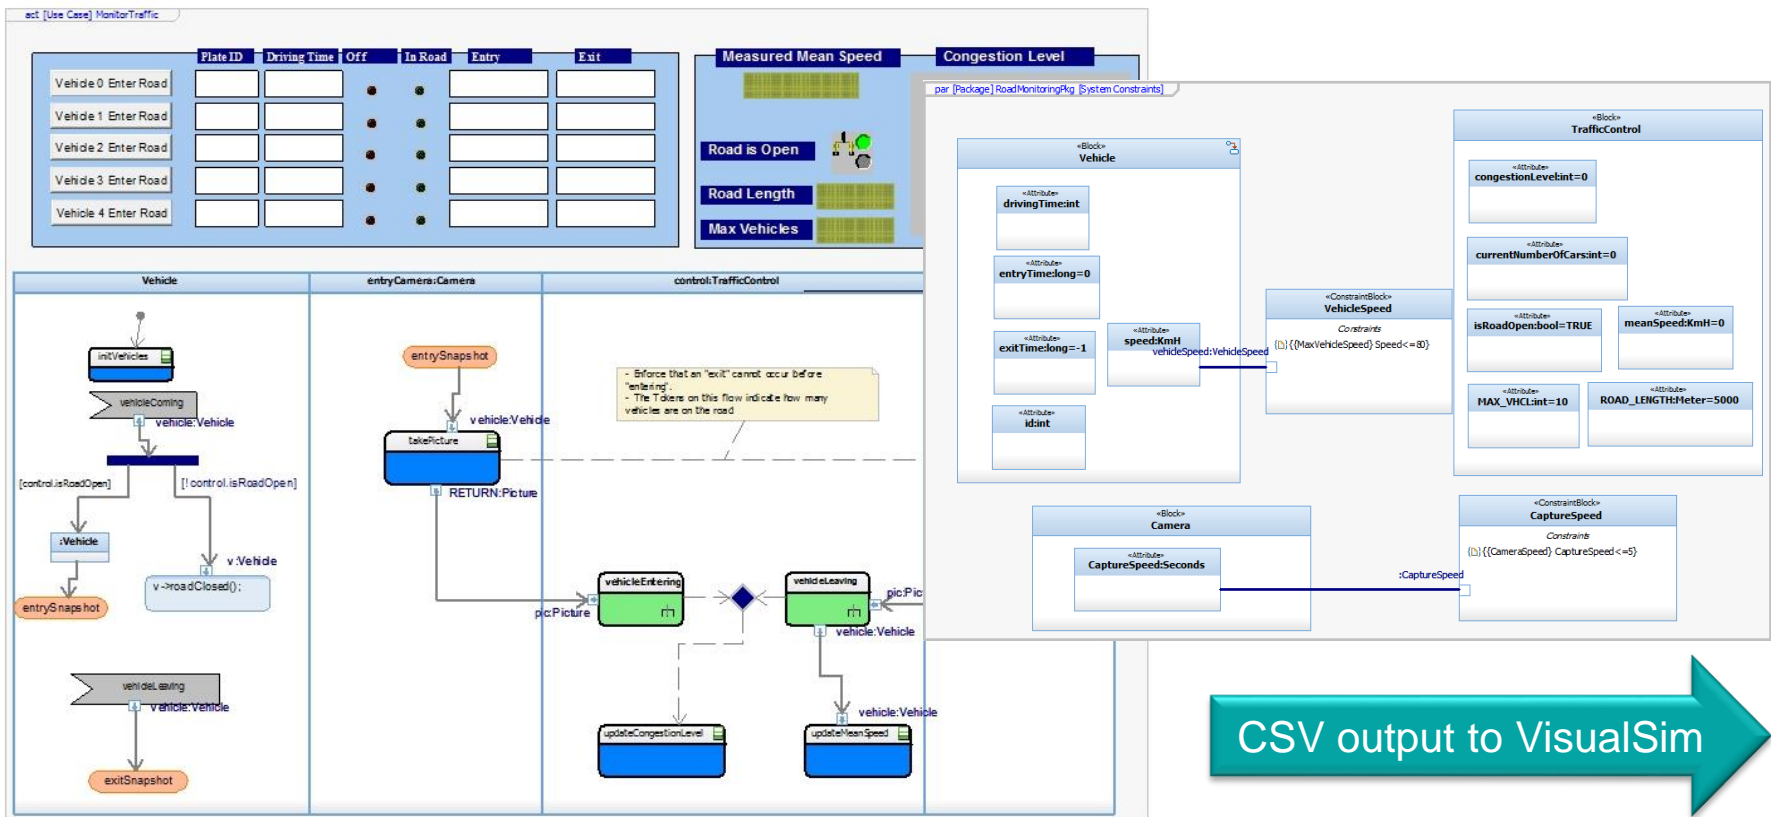 act [Use Case] MonitorTraffic
Plate ID Driving Time Off In Road Entry Exit
Vehicle 0 Enter Road
Vehicle 1 Enter Road
Vehicle 2 Enter Road
Vehicle 3 Enter Road
Vehicle 4 Enter Road
Measured Mean Speed Congestion Level
Road is Open
Road Length
Max Vehicles
par [Package] RoadMonitoringPkg [System Constraints]
«Block»
Vehicle
«Attribute»
drivingTime:int
«Attribute»
entryTime:long=0
«Attribute»
exitTime:long=-1
«Attribute»
speed:KmH
«Attribute»
id:int
vehicleSpeed:VehicleSpeed
«ConstraintBlock»
VehicleSpeed
Constraints
{{MaxVehicleSpeed} Speed<=80}
«Block»
TrafficControl
«Attribute»
congestionLevel:int=0
«Attribute»
currentNumberOfCars:int=0
«Attribute»
isRoadOpen:bool=TRUE
«Attribute»
meanSpeed:KmH=0
«Attribute»
MAX_VHCL:int=10
«Attribute»
ROAD_LENGTH:Meter=5000
«Block»
Camera
«Attribute»
CaptureSpeed:Seconds
:CaptureSpeed
«ConstraintBlock»
CaptureSpeed
Constraints
{{CameraSpeed} CaptureSpeed<=5}
Vehicle entryCamera:Camera control:TrafficControl
initVehicles
vehicleComing
vehicle:Vehicle
[control.isRoadOpen] [! control.isRoadOpen]
:Vehicle
v:Vehicle
v->roadClosed();
entrySnapshot
vehicleLeaving
vehicle:Vehicle
exitSnapshot
entrySnapshot
vehicle:Vehicle
takePicture
RETURN:Picture
- Enforce that an "exit" cannot occur before
"entering".
- The Tokens on this flow indicate how many
vehicles are on the road
pic:Picture
vehicleEntering
vehicleLeaving
pic:Pic
vehicle:Vehicle
vehicle:Vehicle
updateCongestionLevel
updateMeanSpeed
CSV output to VisualSim